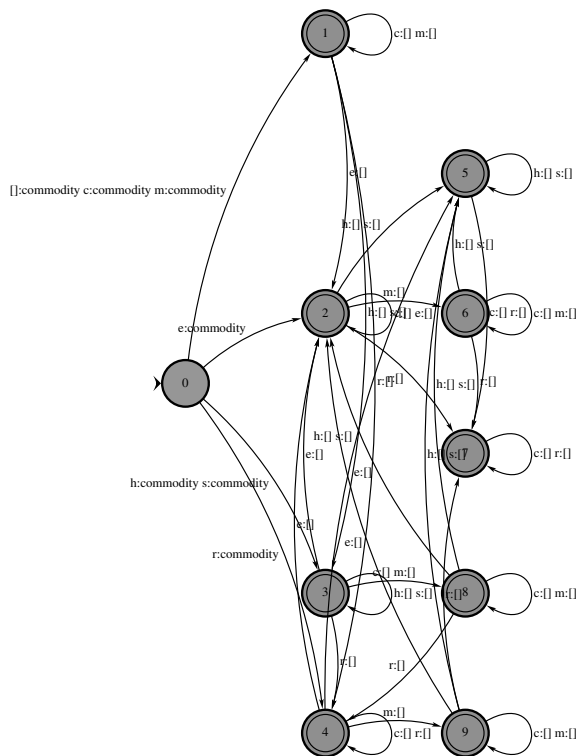 1
c:[] m:[]
e:[]
5
h:[] s:[]
[]:commodity c:commodity m:commodity
h:[] s:[]
h:[] s:[]
m:[]
2
h:[] s:[]
c:[] e:[]
6
c:[] r:[]
c:[] m:[]
e:commodity
0
r:[]
r:[]
h:[] s:[]
r:[]
h:[] s:[]
e:[]
h:[] s:[]
7
c:[] r:[]
h:commodity s:commodity
e:[]
e:[]
r:commodity
e:[]
c:[] m:[]
3
h:[] s:[]
r:[]
8
c:[] m:[]
r:[]
r:[]
m:[]
4
c:[] r:[]
9
c:[] m:[]